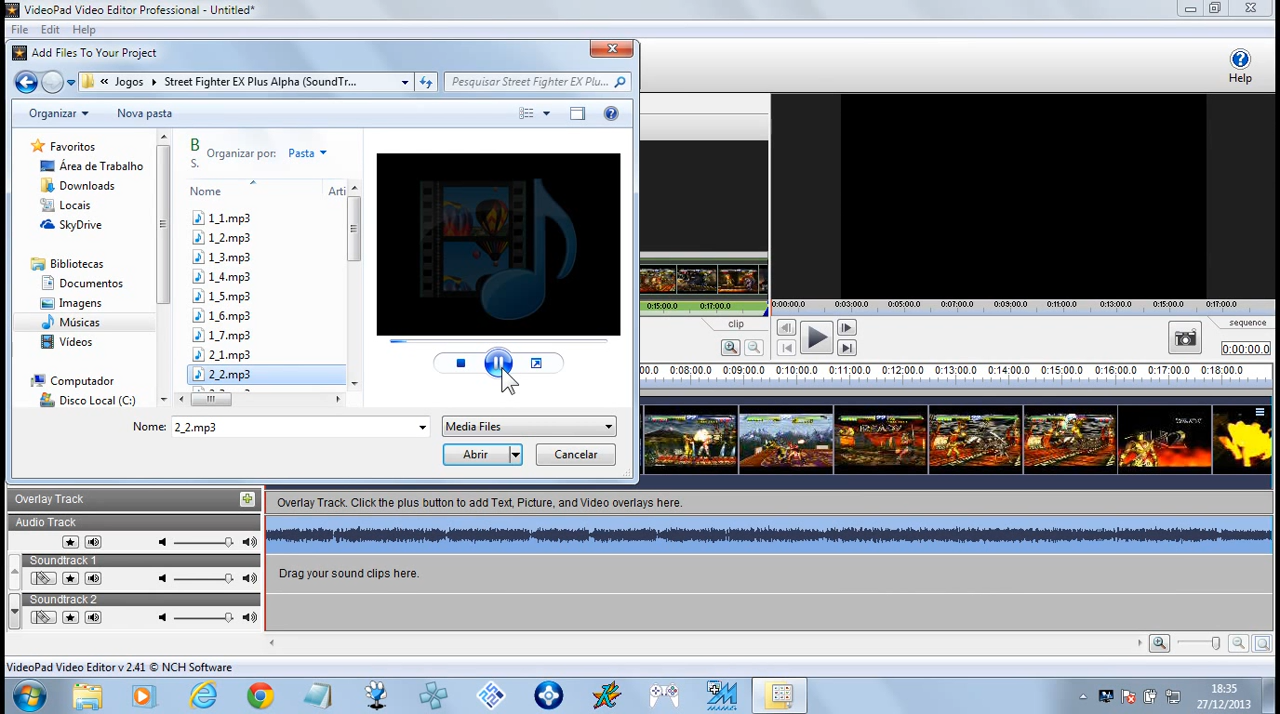 VideoPad Video Editor Professional - Untitled*
File Edit Help
Add Files To Your Project
« Jogos Street Fighter EX Plus Alpha (SoundTr...
Pesquisar Street Fighter EX Plu...
Help
Organizar
Nova pasta
Favoritos
Área de Trabalho
Downloads
Locais
SkyDrive
Bibliotecas
Documentos
Imagens
Músicas
Vídeos
Computador
Disco Local (C:)
B
S.
Organizar por: Pasta
Nome Arti
1_1.mp3
1_2.mp3
1_3.mp3
1_4.mp3
1_5.mp3
1_6.mp3
1_7.mp3
2_1.mp3
2_2.mp3
Nome: 2_2.mp3
Media Files
Abrir
Cancelar
0:15:00.0 0:17:00.0
0:00:00.0 0:03:00.0 0:05:00.0 0:07:00.0 0:09:00.0 0:11:00.0 0:13:00.0 0:15:00.0 0:17:00.0
clip
sequence
0:00:00.0
00.0 0:08:00.0 0:09:00.0 0:10:00.0 0:11:00.0 0:12:00.0 0:13:00.0 0:14:00.0 0:15:00.0 0:16:00.0 0:17:00.0 0:18:00.0
Overlay Track
Overlay Track. Click the plus button to add Text, Picture, and Video overlays here.
Audio Track
Soundtrack 1
Drag your sound clips here.
Soundtrack 2
VideoPad Video Editor v 2.41 © NCH Software
18:35
27/12/2013